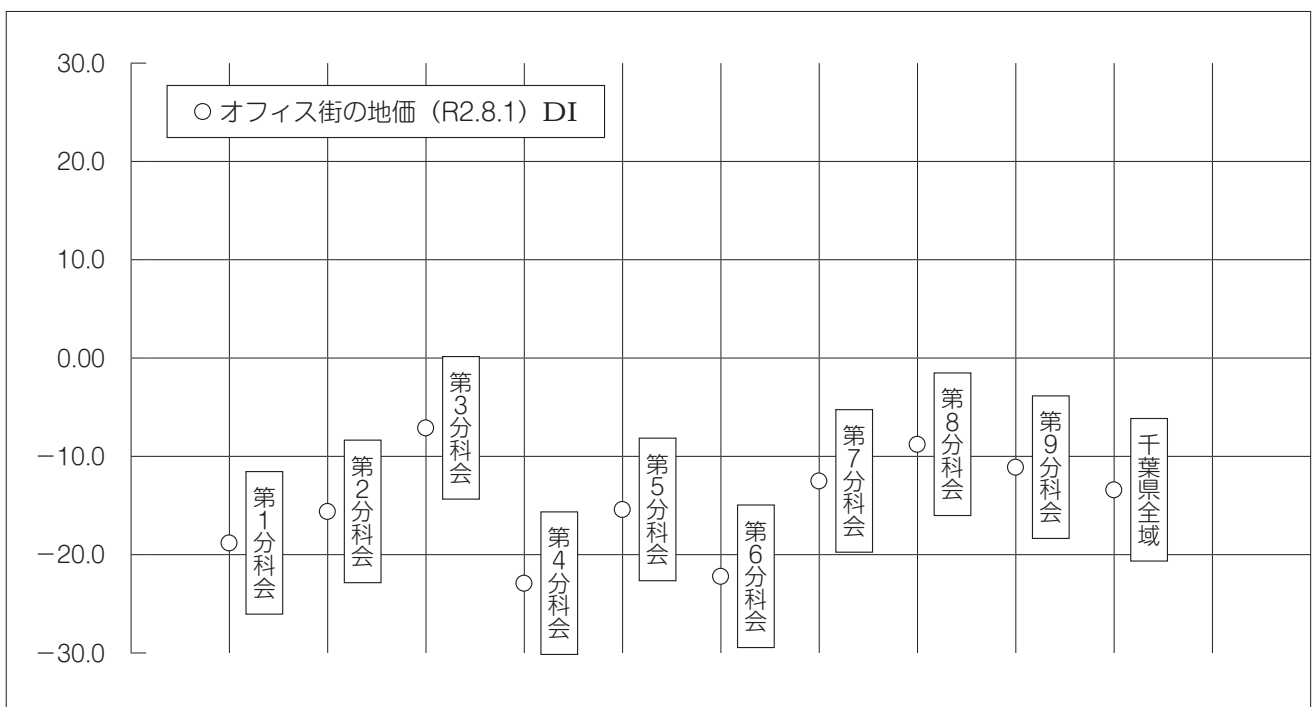 30.0
○オフィス街の地価（R2.8.1）DI
20.0
10.0
0.00
−10.0
−20.0
−30.0
第1分科会
第2分科会
第3分科会
第4分科会
第5分科会
第6分科会
第7分科会
第8分科会
第9分科会
千葉県全域